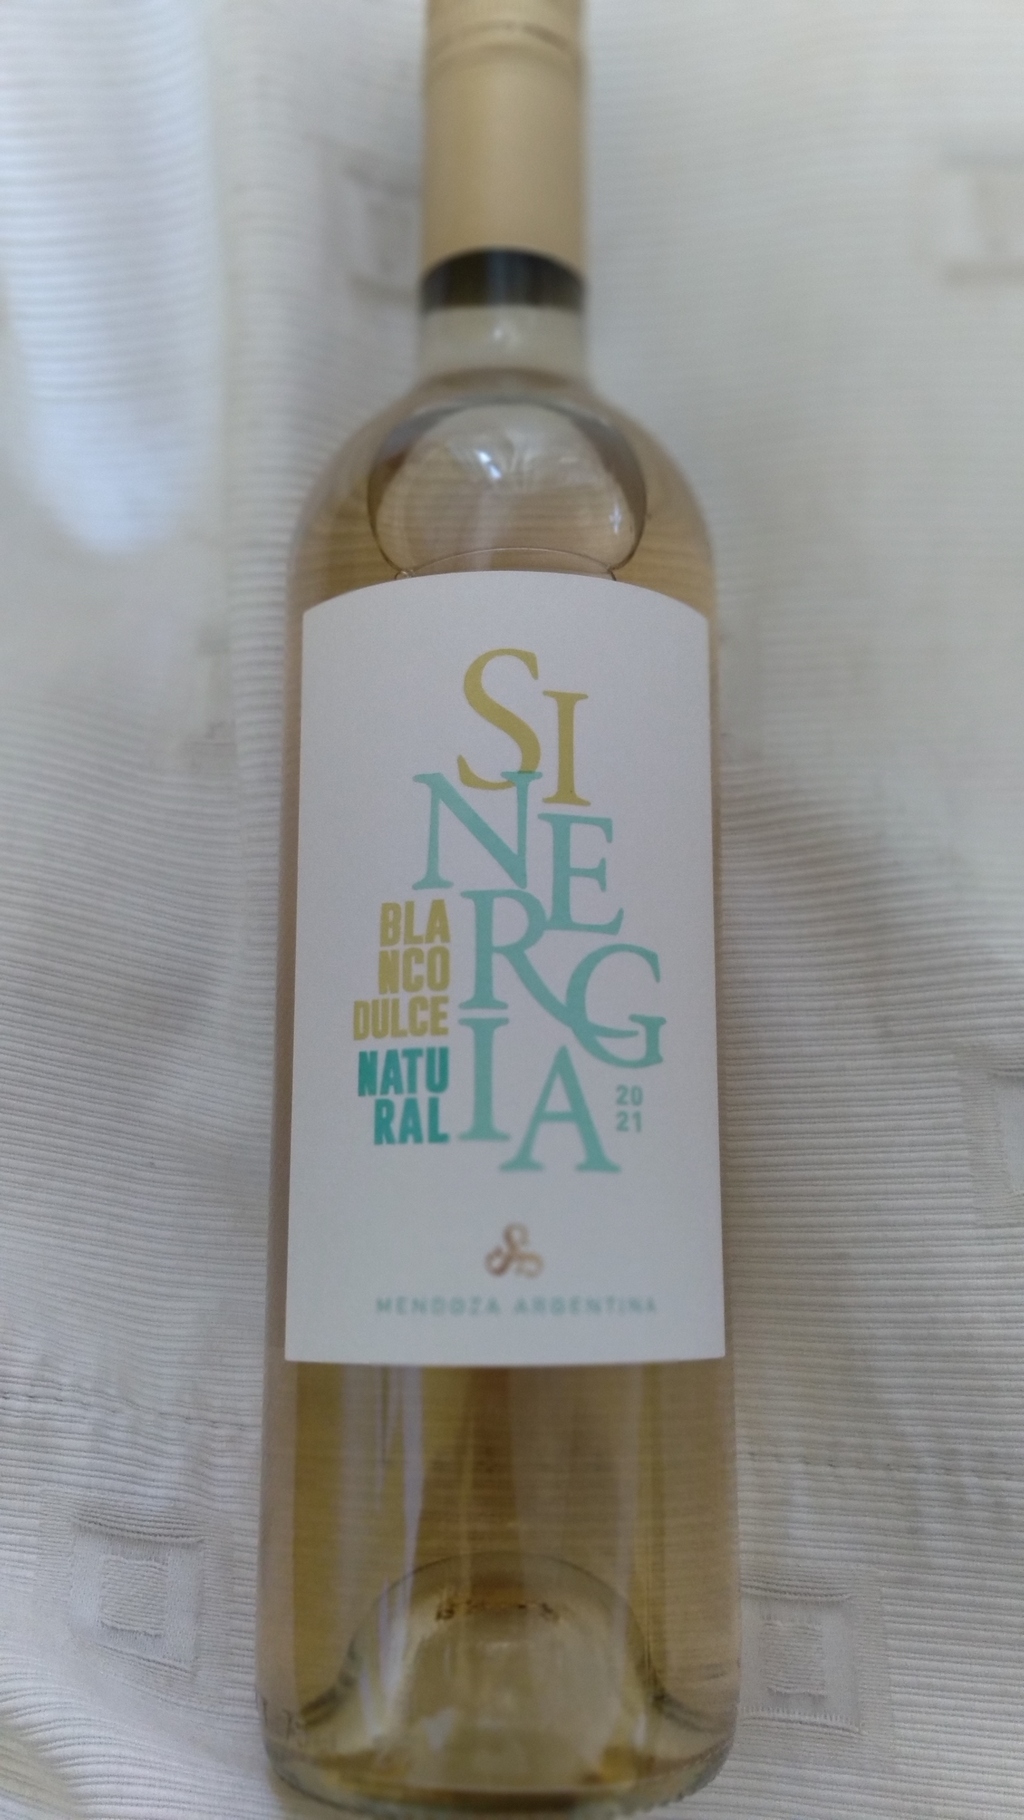 SI
NE
RG
IA
BLA
NCO
DULCE
NATU
RAL
20
21
MENDOZA ARGENTINA